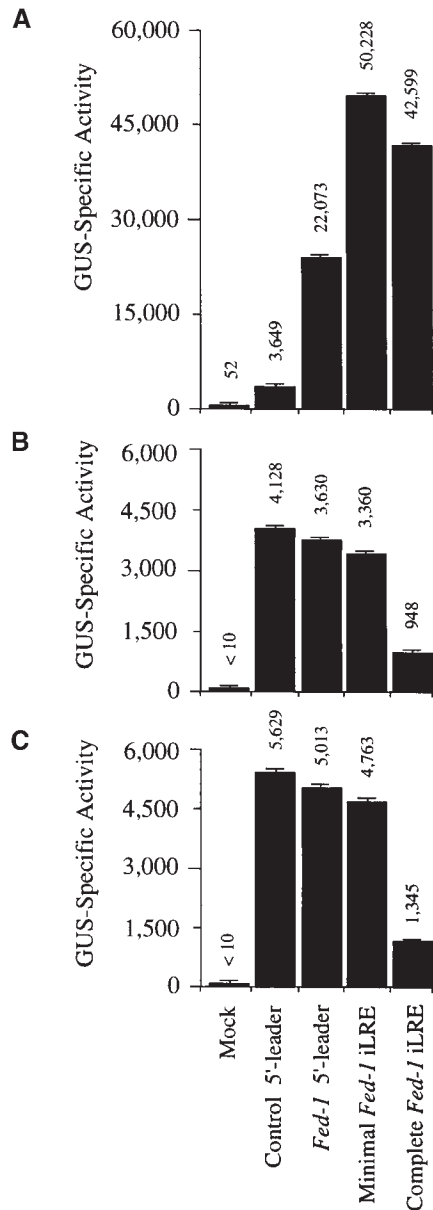 A
GUS-Specific Activity
60,000
45,000
30,000
15,000
0
52
3,649
22,073
50,228
42,599
B
GUS-Specific Activity
6,000
4,500
3,000
1,500
0
< 10
4,128
3,630
3,360
948
C
GUS-Specific Activity
6,000
4,500
3,000
1,500
0
< 10
5,629
5,013
4,763
1,345
Mock
Control 5'-leader
Fed-1 5'-leader
Minimal Fed-1 iLRE
Complete Fed-1 iLRE